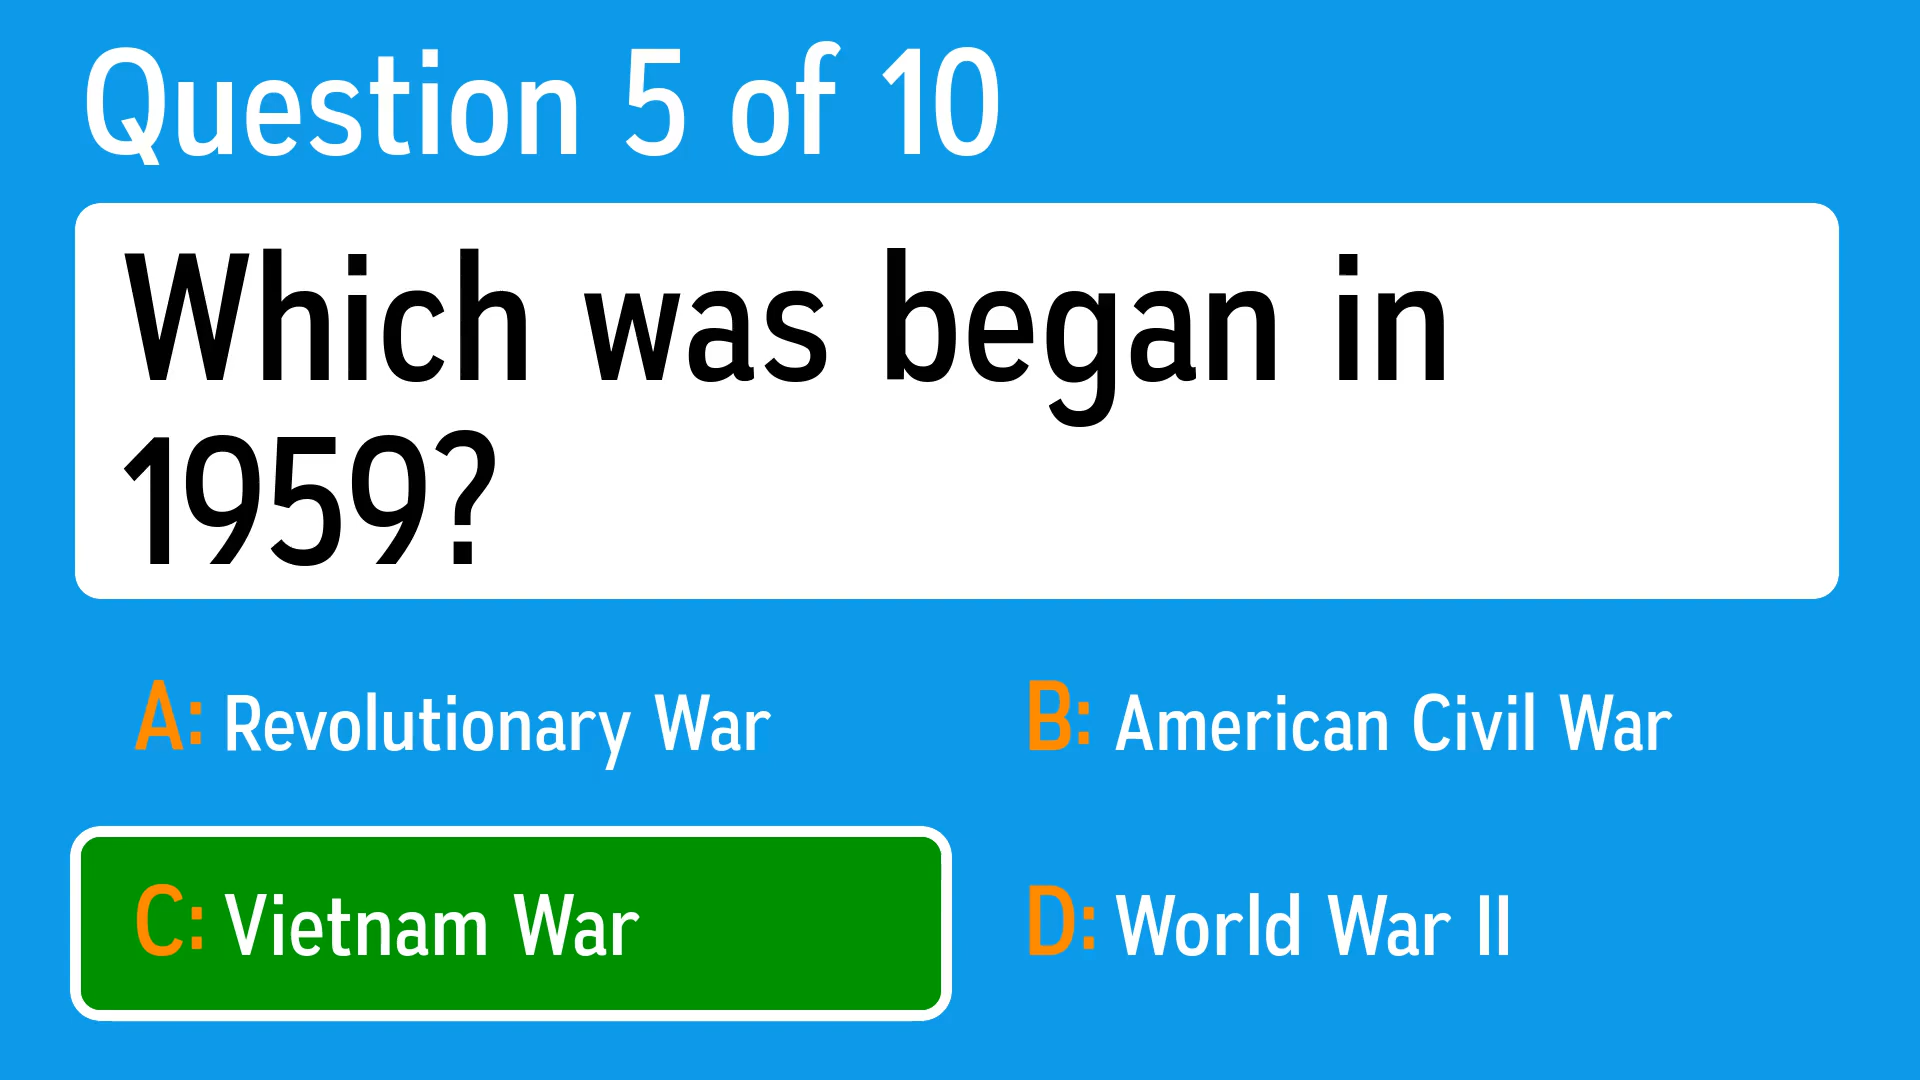 Question 5 of 10
Which was began in
1959?
A: Revolutionary War
B: American Civil War
C: Vietnam War
D: World War II